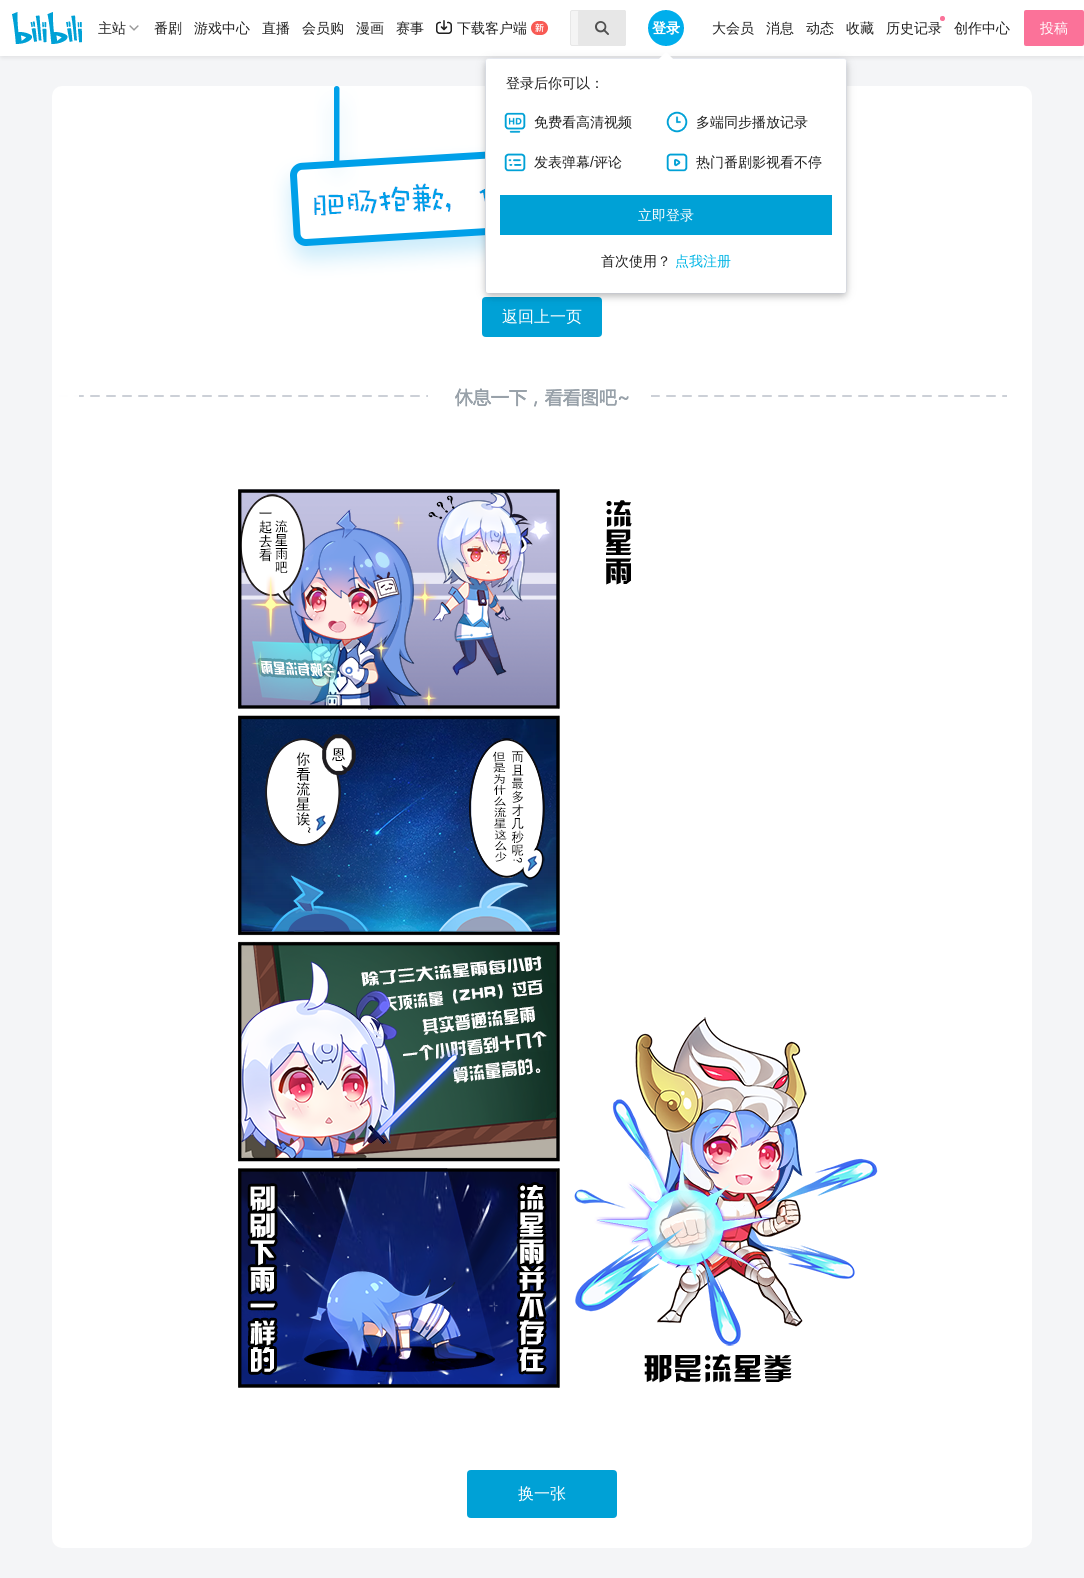 bilibili
主站
番剧
游戏中心
直播
会员购
漫画
赛事
下载客户端
新
登录
大会员
消息
动态
收藏
历史记录
创作中心
投稿
登录后你可以：
HD 免费看高清视频
多端同步播放记录
发表弹幕/评论
热门番剧影视看不停
立即登录
首次使用？ 点我注册
肥肠抱歉，
返回上一页
休息一下，看看图吧~
流星雨
一起去看
流星雨吧
今晚有流星雨
你看流星诶~
恩
但是为什么流星这么少
而且最多才几秒呢?
除了三大流星雨每小时
天顶流量（ZHR）过百
其实普通流星雨
一个小时看到十几个
算流量高的。
刷刷下雨一样的
流星雨并不存在
那是流星拳
换一张